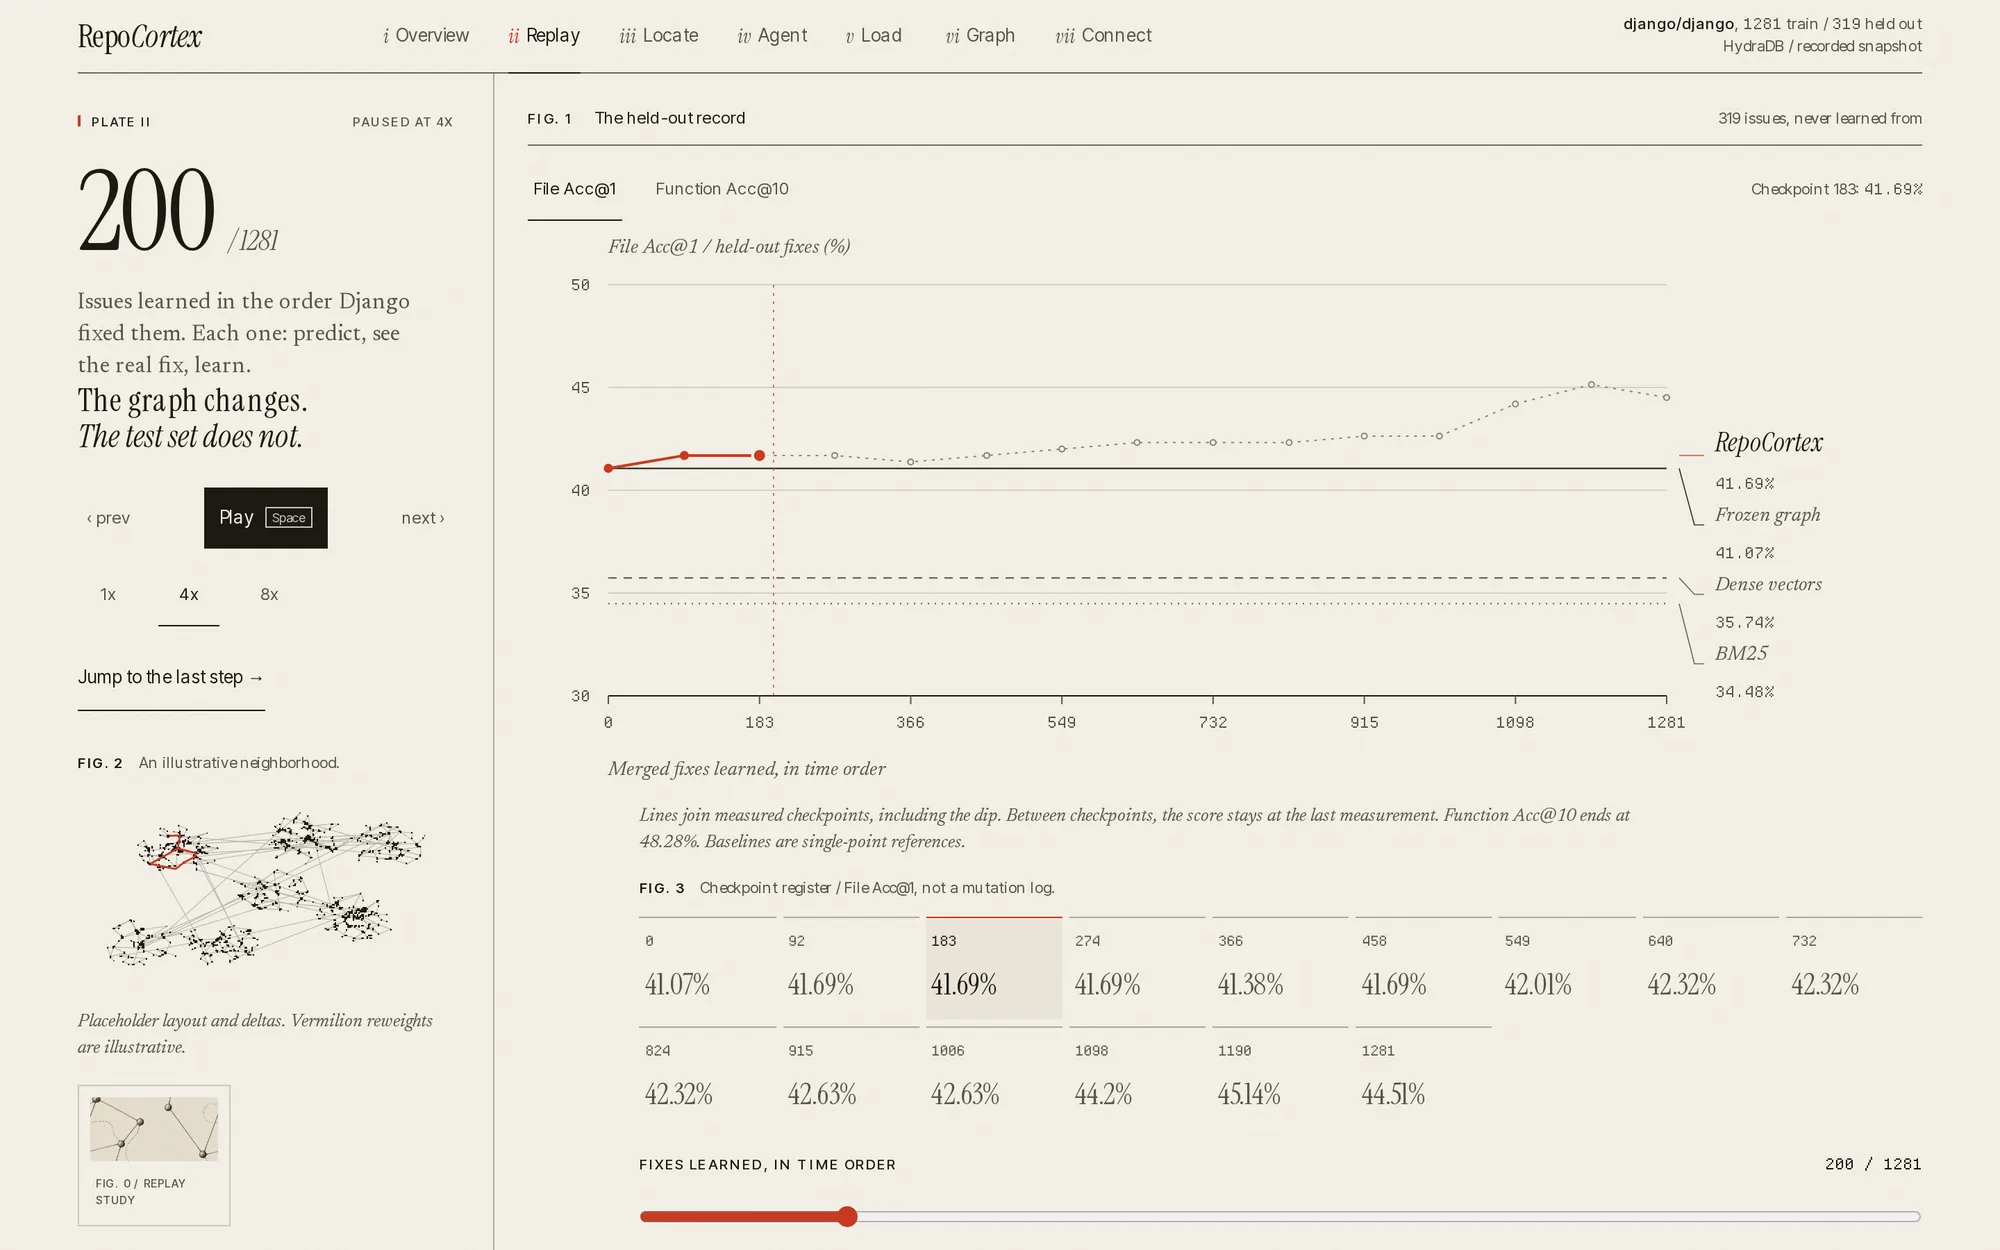 RepoCortex
i Overview
ii Replay
iii Locate
iv Agent
v Load
vi Graph
vii Connect
django/django, 1281 train / 319 held out
HydraDB / recorded snapshot
PLATE II
PAUSED AT 4X
200 /1281
Issues learned in the order Django
fixed them. Each one: predict, see
the real fix, learn.
The graph changes.
The test set does not.
‹ prev
Play Space
next ›
1x
4x
8x
Jump to the last step →
FIG. 2 An illustrative neighborhood.
Placeholder layout and deltas. Vermilion reweights
are illustrative.
FIG. 0 / REPLAY
STUDY
FIG. 1 The held-out record
319 issues, never learned from
File Acc@1
Function Acc@10
Checkpoint 183: 41.69%
File Acc@1 / held-out fixes (%)
50
45
40
35
30
0
183
366
549
732
915
1098
1281
RepoCortex
41.69%
Frozen graph
41.07%
Dense vectors
35.74%
BM25
34.48%
Merged fixes learned, in time order
Lines join measured checkpoints, including the dip. Between checkpoints, the score stays at the last measurement. Function Acc@10 ends at
48.28%. Baselines are single-point references.
FIG. 3 Checkpoint register / File Acc@1, not a mutation log.
0
92
183
274
366
458
549
640
732
41.07%
41.69%
41.69%
41.69%
41.38%
41.69%
42.01%
42.32%
42.32%
824
915
1006
1098
1190
1281
42.32%
42.63%
42.63%
44.2%
45.14%
44.51%
FIXES LEARNED, IN TIME ORDER
200 / 1281